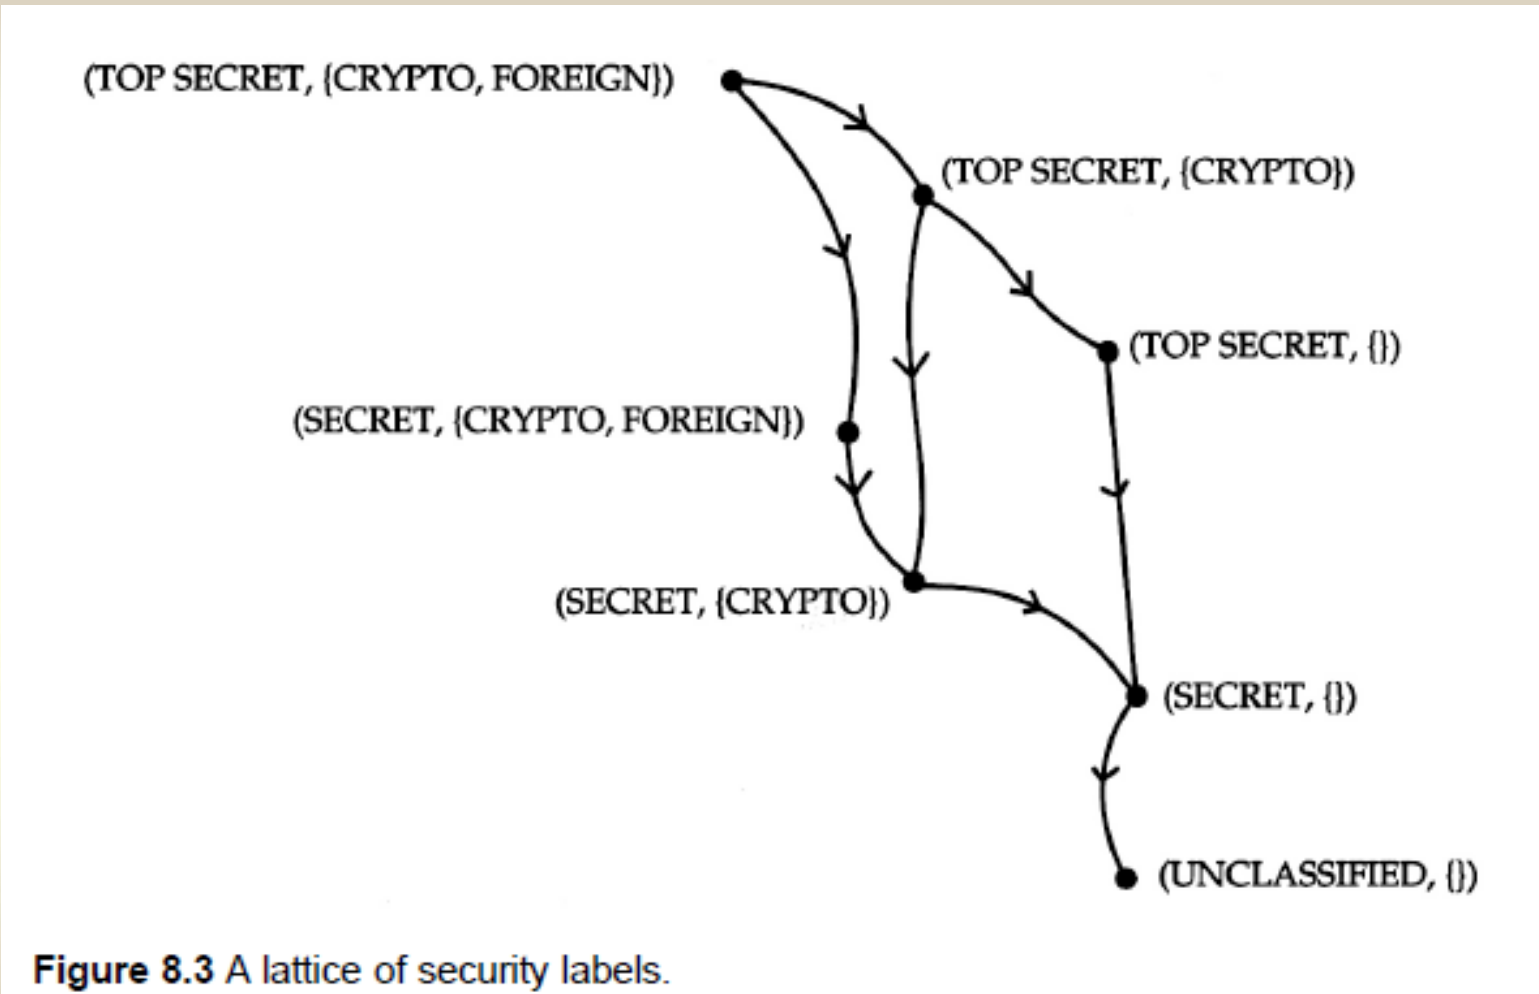 (TOP SECRET, {CRYPTO, FOREIGN})
(TOP SECRET, {CRYPTO})
(TOP SECRET, {})
(SECRET, {CRYPTO, FOREIGN})
(SECRET, {CRYPTO})
(SECRET, {})
(UNCLASSIFIED, {})
Figure 8.3 A lattice of security labels.